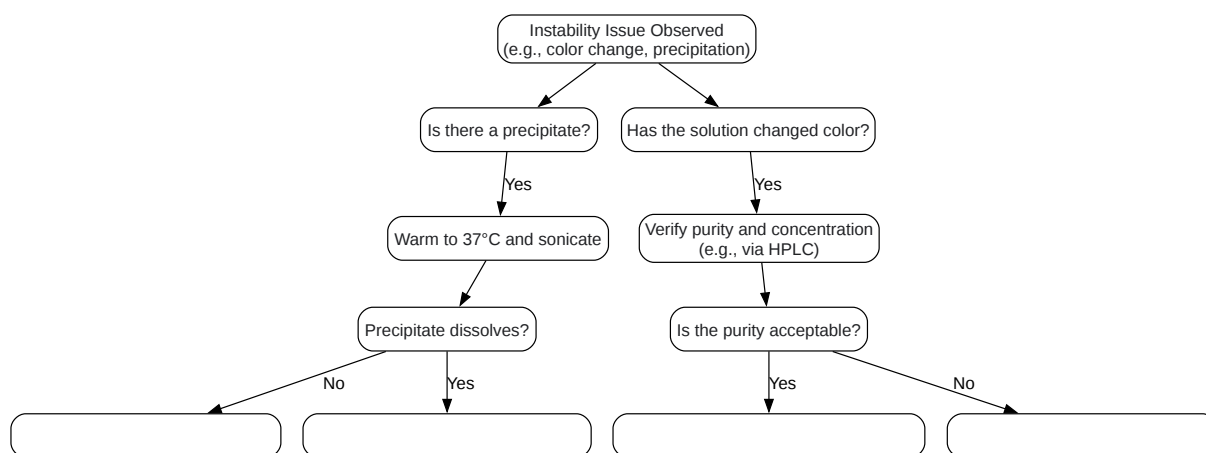 Instability Issue Observed
(e.g., color change, precipitation)
Is there a precipitate?
Has the solution changed color?
Yes
Yes
Warm to 37°C and sonicate
Verify purity and concentration
(e.g., via HPLC)
Precipitate dissolves?
Is the purity acceptable?
No
Yes
Yes
No